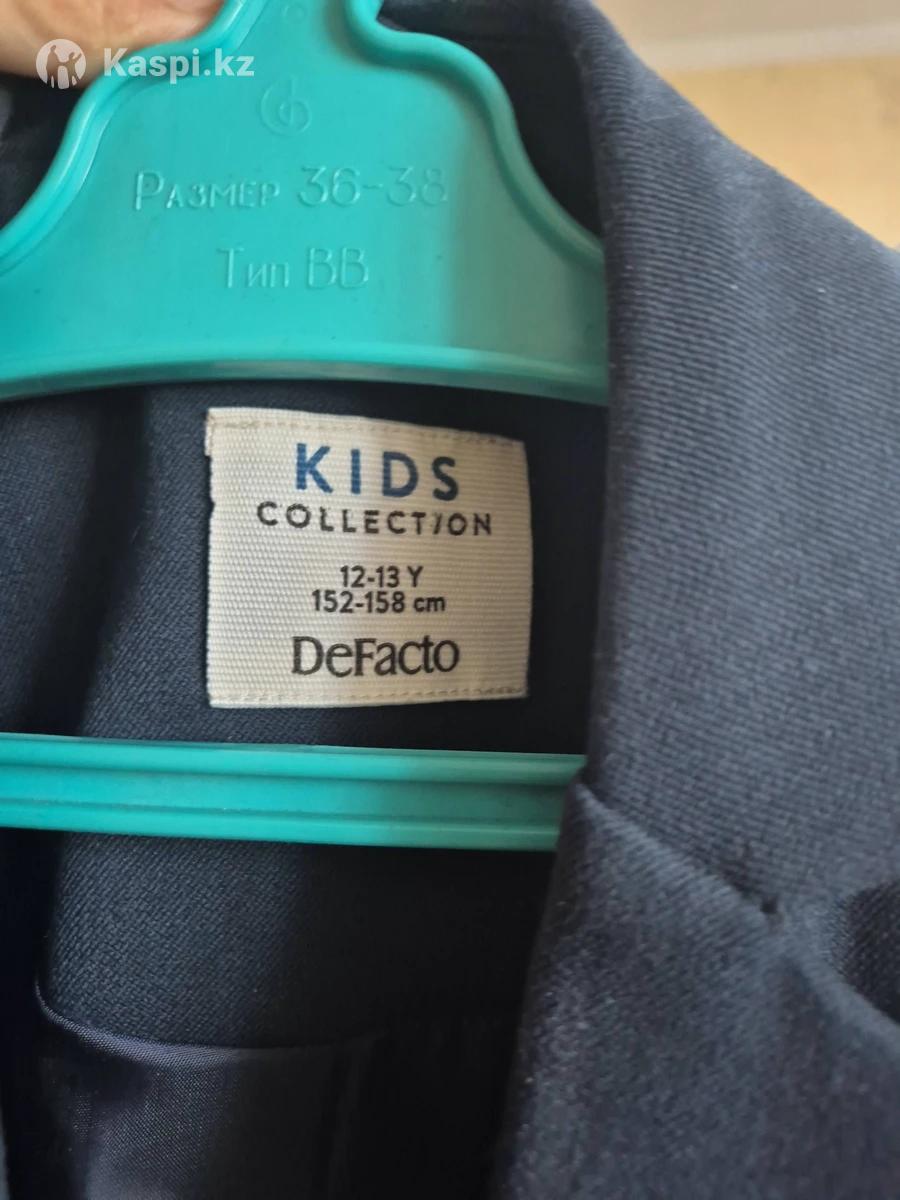 Kaspi.kz
Размер 36-38
Тип ВВ
KIDS
COLLECTION
12-13 Y
152-158 cm
DeFacto